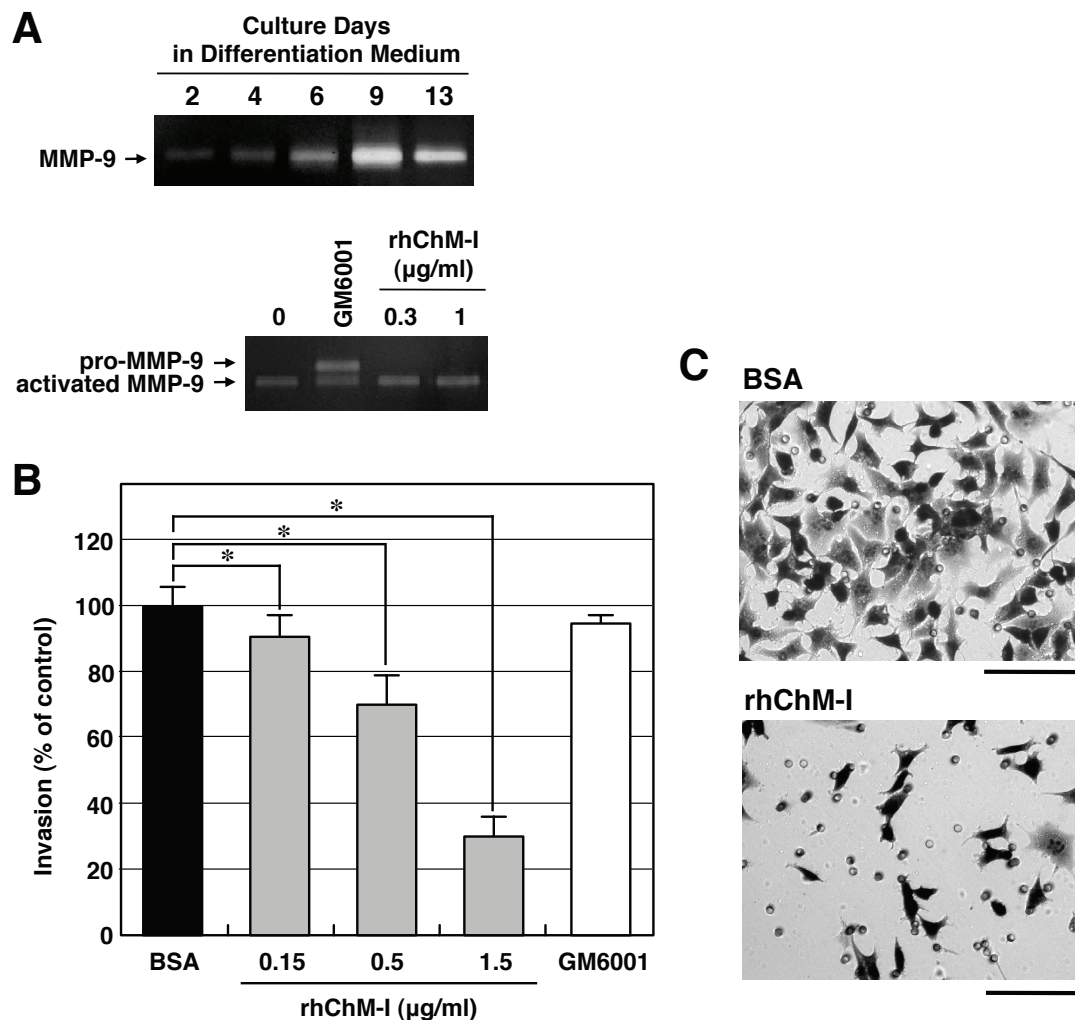 A
Culture Days
in Differentiation Medium
2 4 6 9 13
MMP-9 →
rhChM-I
(µg/ml)
GM6001
0 0.3 1
pro-MMP-9 →
activated MMP-9 →
B
Invasion (% of control)
120
100
80
60
40
20
0
* * *
BSA 0.15 0.5 1.5 GM6001
rhChM-I (µg/ml)
C
BSA
rhChM-I